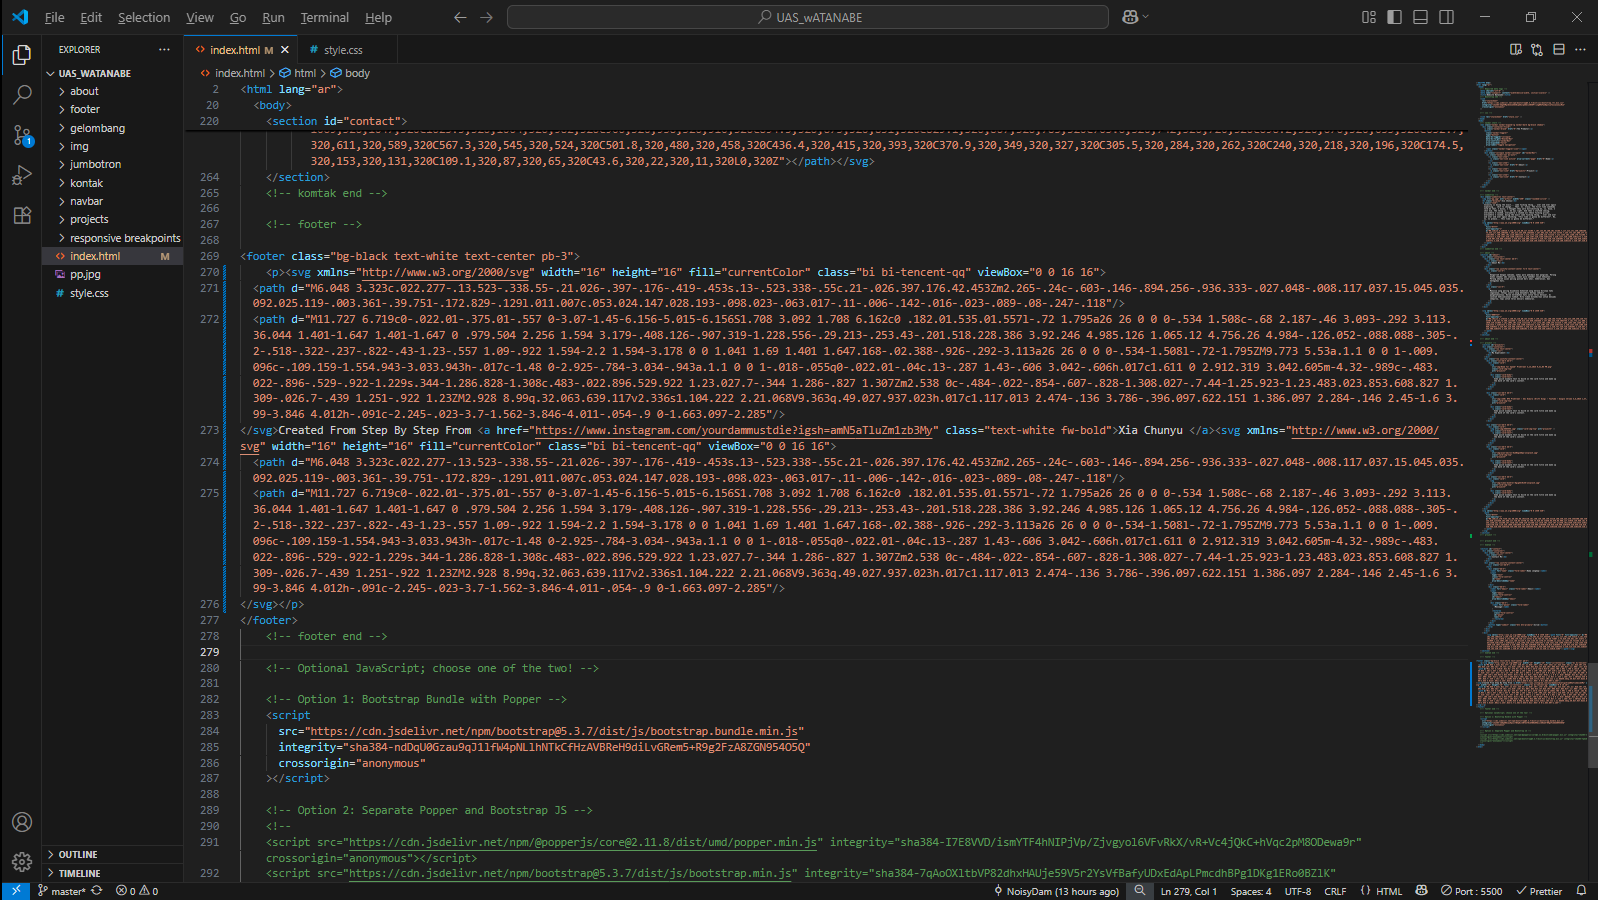 File Edit Selection View Go Run Terminal Help
UAS_wATANABE
EXPLORER
UAS_WATANABE
about
footer
gelombang
img
jumbotron
kontak
navbar
projects
responsive breakpoints
index.html M
pp.jpg
style.css
OUTLINE
TIMELINE
index.html M
style.css
index.html > html > body
2 <html lang="ar">
20 <body>
220 <section id="contact">
320,611,320,589,320C567.3,320,545,320,524,320C501.8,320,480,320,458,320C436.4,320,415,320,393,320C370.9,320,349,320,327,320C305.5,320,284,320,262,320C240,320,218,320,196,320C174.5,
320,153,320,131,320C109.1,320,87,320,65,320C43.6,320,22,320,11,320L0,320Z"></path></svg>
264 </section>
265 <!-- komtak end -->
266
267 <!-- footer -->
268
269 <footer class="bg-black text-white text-center pb-3">
270 <p><svg xmlns="http://www.w3.org/2000/svg" width="16" height="16" fill="currentColor" class="bi bi-tencent-qq" viewBox="0 0 16 16">
271 <path d="M6.048 3.323c.022.277-.13.523-.338.55-.21.026-.397-.176-.419-.453s.13-.523.338-.55c.21-.026.397.176.42.453Zm2.265-.24c-.603-.146-.894.256-.936.333-.027.048-.008.117.037.15.045.035.
092.025.119-.003.361-.39.751-.172.829-.129l.011.007c.053.024.147.028.193-.098.023-.063.017-.11-.006-.142-.016-.023-.089-.08-.247-.118"/>
272 <path d="M11.727 6.719c0-.022.01-.375.01-.557 0-3.07-1.45-6.156-5.015-6.156S1.708 3.092 1.708 6.162c0 .182.01.535.01.557l-.72 1.795a26 26 0 0 0-.534 1.508c-.68 2.187-.46 3.093-.292 3.113.
36.044 1.401-1.647 1.401-1.647 0 .979.504 2.256 1.594 3.179-.408.126-.907.319-1.228.556-.29.213-.253.43-.201.518.228.386 3.92.246 4.985.126 1.065.12 4.756.26 4.984-.126.052-.088.088-.305-.
2-.518-.322-.237-.822-.43-1.23-.557 1.09-.922 1.594-2.2 1.594-3.178 0 0 1.041 1.69 1.401 1.647.168-.02.388-.926-.292-3.113a26 26 0 0 0-.534-1.508l-.72-1.795ZM9.773 5.53a.1.1 0 0 1-.009.
096c-.109.159-1.554.943-3.033.943h-.017c-1.48 0-2.925-.784-3.034-.943a.1.1 0 0 1-.018-.055q0-.022.01-.04c.13-.287 1.43-.606 3.042-.606h.017c1.611 0 2.912.319 3.042.605m-4.32-.989c-.483.
022-.896-.529-.922-1.229s.344-1.286.828-1.308c.483-.022.896.529.922 1.23.027.7-.344 1.286-.827 1.307Zm2.538 0c-.484-.022-.854-.607-.828-1.308.027-.7.44-1.25.923-1.23.483.023.853.608.827 1.
309-.026.7-.439 1.251-.922 1.23ZM2.928 8.99q.32.063.639.117v2.336s1.104.222 2.21.068V9.363q.49.027.937.023h.017c1.117.013 2.474-.136 3.786-.396.097.622.151 1.386.097 2.284-.146 2.45-1.6 3.
99-3.846 4.012h-.091c-2.245-.023-3.7-1.562-3.846-4.011-.054-.9 0-1.663.097-2.285"/>
273 </svg>Created From Step By Step From <a href="https://www.instagram.com/yourdammustdie?igsh=amN5aTluZm1zb3My" class="text-white fw-bold">Xia Chunyu </a><svg xmlns="http://www.w3.org/2000/
svg" width="16" height="16" fill="currentColor" class="bi bi-tencent-qq" viewBox="0 0 16 16">
274 <path d="M6.048 3.323c.022.277-.13.523-.338.55-.21.026-.397-.176-.419-.453s.13-.523.338-.55c.21-.026.397.176.42.453Zm2.265-.24c-.603-.146-.894.256-.936.333-.027.048-.008.117.037.15.045.035.
092.025.119-.003.361-.39.751-.172.829-.129l.011.007c.053.024.147.028.193-.098.023-.063.017-.11-.006-.142-.016-.023-.089-.08-.247-.118"/>
275 <path d="M11.727 6.719c0-.022.01-.375.01-.557 0-3.07-1.45-6.156-5.015-6.156S1.708 3.092 1.708 6.162c0 .182.01.535.01.557l-.72 1.795a26 26 0 0 0-.534 1.508c-.68 2.187-.46 3.093-.292 3.113.
36.044 1.401-1.647 1.401-1.647 0 .979.504 2.256 1.594 3.179-.408.126-.907.319-1.228.556-.29.213-.253.43-.201.518.228.386 3.92.246 4.985.126 1.065.12 4.756.26 4.984-.126.052-.088.088-.305-.
2-.518-.322-.237-.822-.43-1.23-.557 1.09-.922 1.594-2.2 1.594-3.178 0 0 1.041 1.69 1.401 1.647.168-.02.388-.926-.292-3.113a26 26 0 0 0-.534-1.508l-.72-1.795ZM9.773 5.53a.1.1 0 0 1-.009.
096c-.109.159-1.554.943-3.033.943h-.017c-1.48 0-2.925-.784-3.034-.943a.1.1 0 0 1-.018-.055q0-.022.01-.04c.13-.287 1.43-.606 3.042-.606h.017c1.611 0 2.912.319 3.042.605m-4.32-.989c-.483.
022-.896-.529-.922-1.229s.344-1.286.828-1.308c.483-.022.896.529.922 1.23.027.7-.344 1.286-.827 1.307Zm2.538 0c-.484-.022-.854-.607-.828-1.308.027-.7.44-1.25.923-1.23.483.023.853.608.827 1.
309-.026.7-.439 1.251-.922 1.23ZM2.928 8.99q.32.063.639.117v2.336s1.104.222 2.21.068V9.363q.49.027.937.023h.017c1.117.013 2.474-.136 3.786-.396.097.622.151 1.386.097 2.284-.146 2.45-1.6 3.
99-3.846 4.012h-.091c-2.245-.023-3.7-1.562-3.846-4.011-.054-.9 0-1.663.097-2.285"/>
276 </svg></p>
277 </footer>
278 <!-- footer end -->
279
280 <!-- Optional JavaScript; choose one of the two! -->
281
282 <!-- Option 1: Bootstrap Bundle with Popper -->
283 <script
284 src="https://cdn.jsdelivr.net/npm/bootstrap@5.3.7/dist/js/bootstrap.bundle.min.js"
285 integrity="sha384-ndDqU0Gzau9qJ1lfW4pNLlhNTkCfHzAVBReH9diLvGRem5+R9g2FzA8ZGN954O5Q"
286 crossorigin="anonymous"
287 ></script>
288
289 <!-- Option 2: Separate Popper and Bootstrap JS -->
290 <!--
291 <script src="https://cdn.jsdelivr.net/npm/@popperjs/core@2.11.8/dist/umd/popper.min.js" integrity="sha384-I7E8VVD/ismYTF4hNIPjVp/Zjvgyol6VFvRkX/vR+Vc4jQkC+hVqc2pM8ODewa9r"
crossorigin="anonymous"></script>
292 <script src="https://cdn.jsdelivr.net/npm/bootstrap@5.3.7/dist/js/bootstrap.min.js" integrity="sha384-7qAoOXltbVP82dhxHAUje59V5r2YsVfBafyUDxEdApLPmcdhBPg1DKg1ERo0BZlK"
master* 0 0 NoisyDam (13 hours ago) Ln 279, Col 1 Spaces: 4 UTF-8 CRLF {} HTML Port : 5500 Prettier